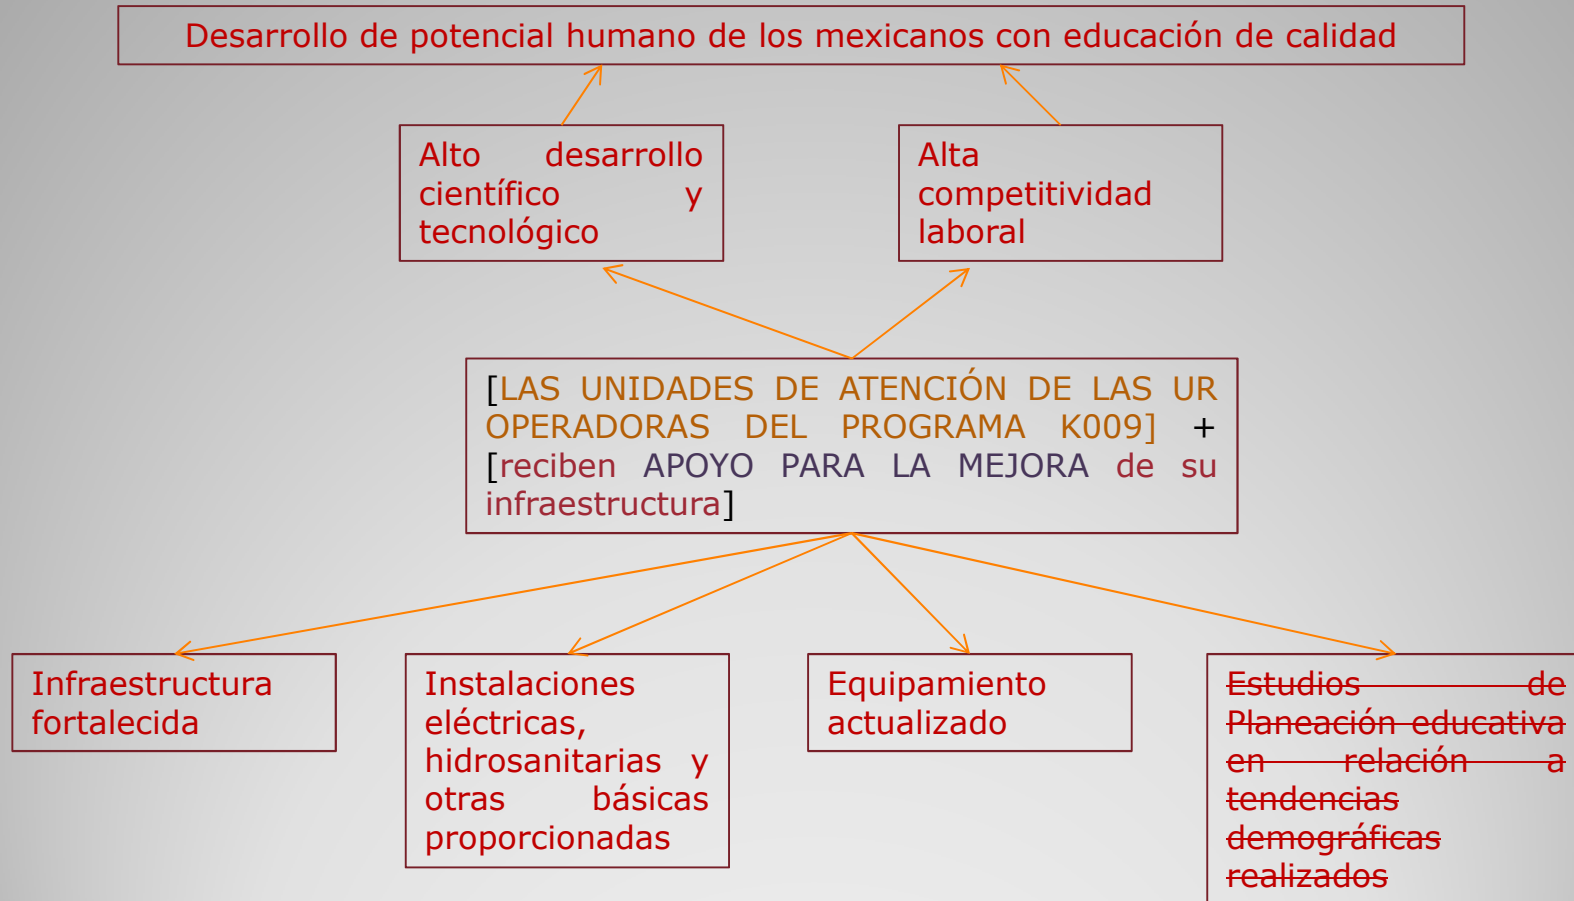 Desarrollo de potencial humano de los mexicanos con educación de calidad
Alto desarrollo
científico y
tecnológico
Alta
competitividad
laboral
[LAS UNIDADES DE ATENCIÓN DE LAS UR
OPERADORAS DEL PROGRAMA K009] +
[reciben APOYO PARA LA MEJORA de su
infraestructura]
Infraestructura
fortalecida
Instalaciones
eléctricas,
hidrosanitarias y
otras básicas
proporcionadas
Equipamiento
actualizado
Estudios de
Planeación educativa
en relación a
tendencias
demográficas
realizados